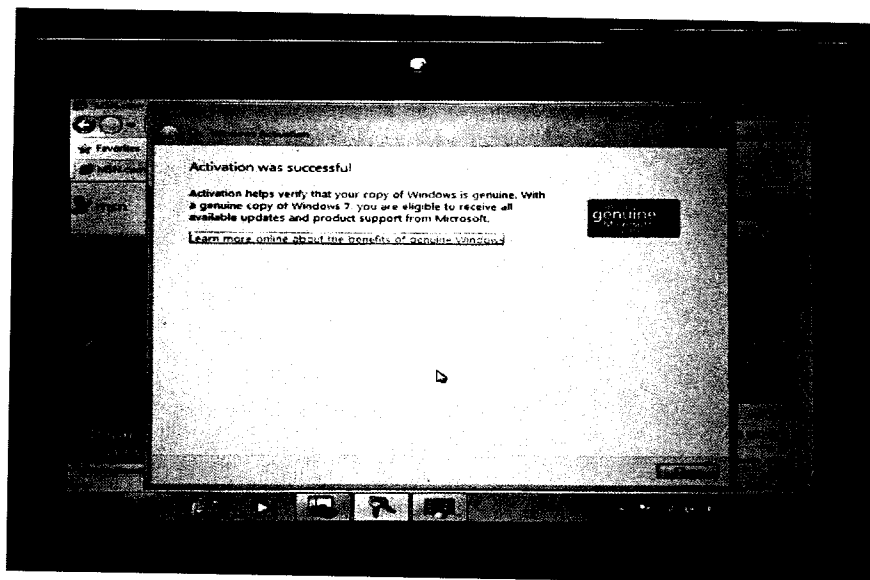 Favorites
Activation was successful
Activation helps verify that your copy of Windows is genuine. With
a genuine copy of Windows 7, you are eligible to receive all
available updates and product support from Microsoft.
Learn more online about the benefits of genuine Windows
genuine
Microsoft